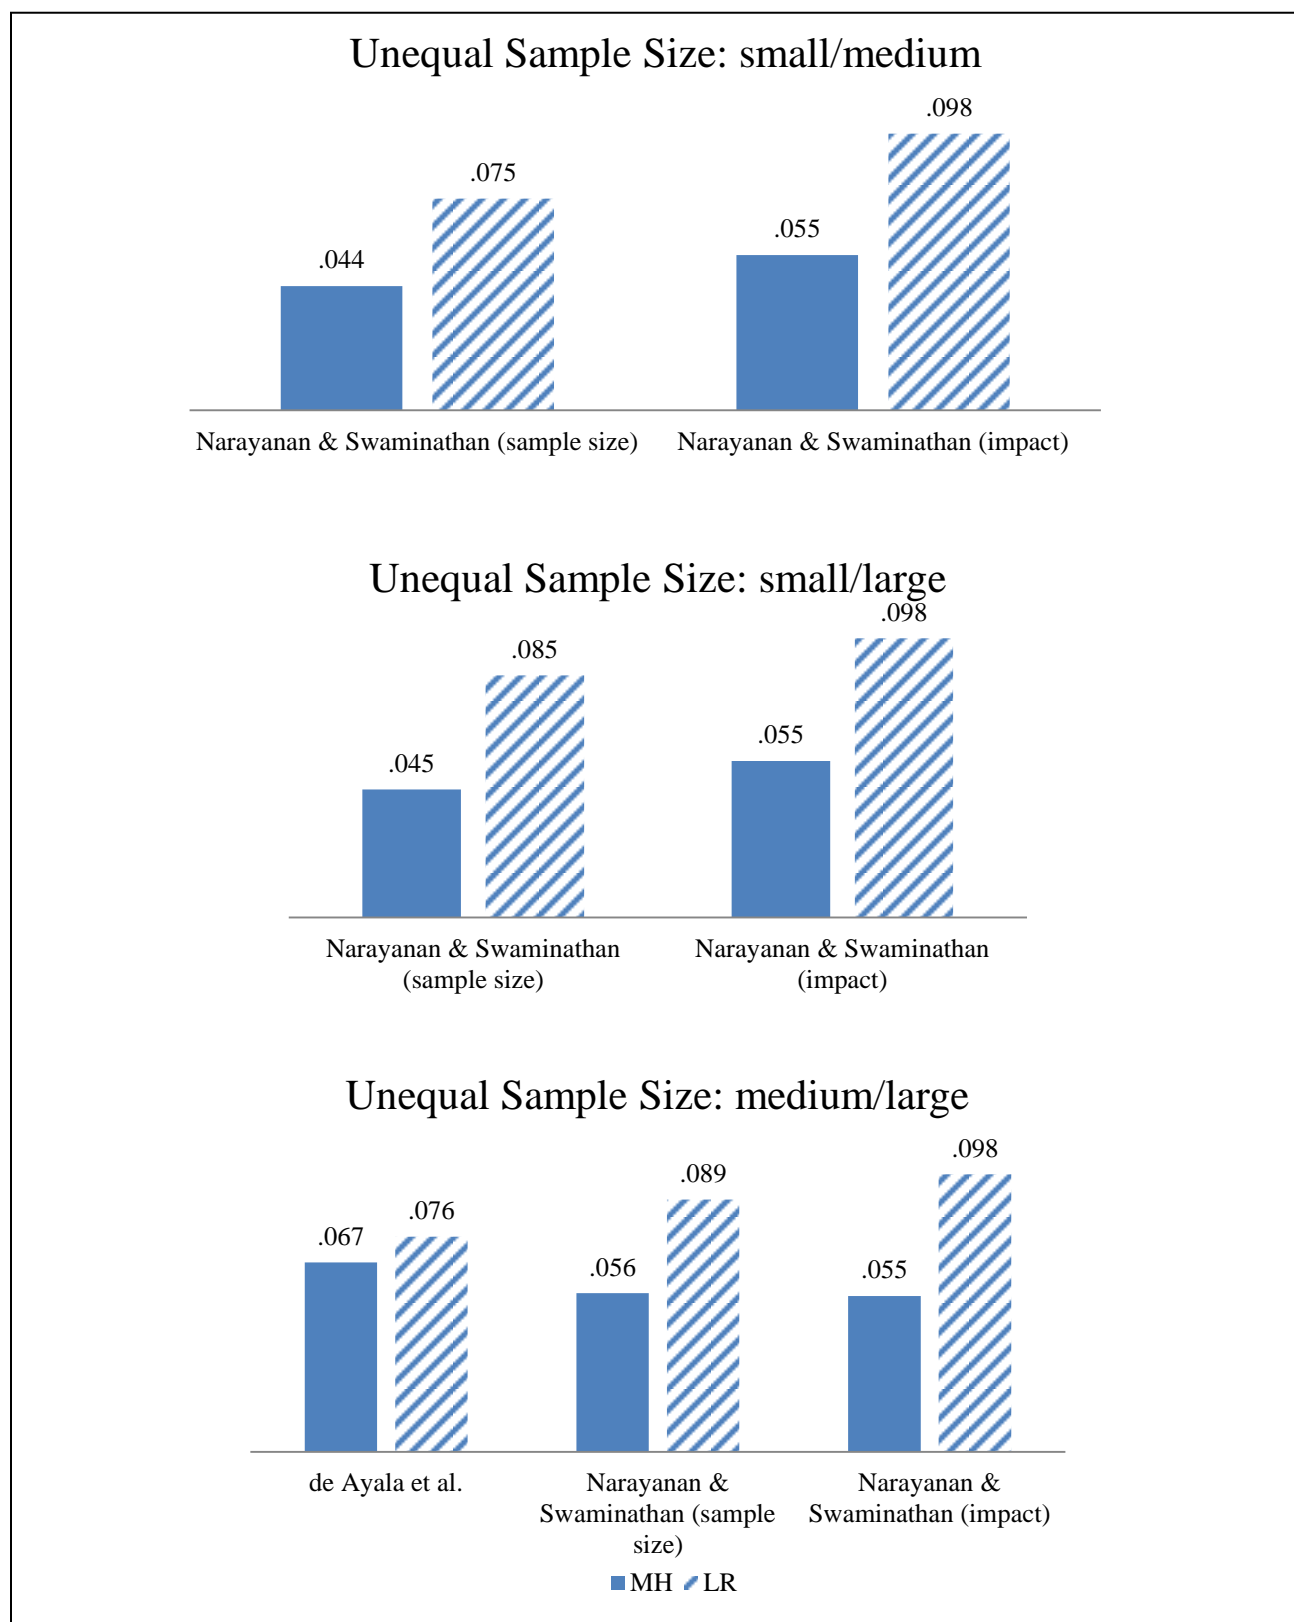 Unequal Sample Size: small/medium
.098
.075
.055
.044
Narayanan & Swaminathan (sample size)
Narayanan & Swaminathan (impact)
Unequal Sample Size: small/large
.098
.085
.055
.045
Narayanan & Swaminathan
(sample size)
Narayanan & Swaminathan
(impact)
Unequal Sample Size: medium/large
.098
.089
.076
.067
.056
.055
de Ayala et al.
Narayanan &
Swaminathan (sample
size)
Narayanan &
Swaminathan (impact)
MH LR